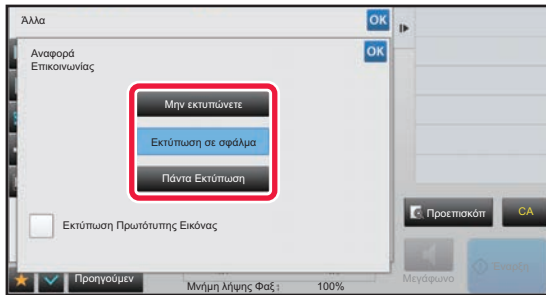 Άλλα
OK
Αναφορά
Επικοινωνίας
OK
Μην εκτυπώνετε
Εκτύπωση σε σφάλμα
Πάντα Εκτύπωση
Εκτύπωση Πρωτότυπης Εικόνας
Προεπισκόπ
CA
Προηγούμεν
Μνήμη λήψης Φαξ: 100%
Μεγάφωνο
Έναρξη